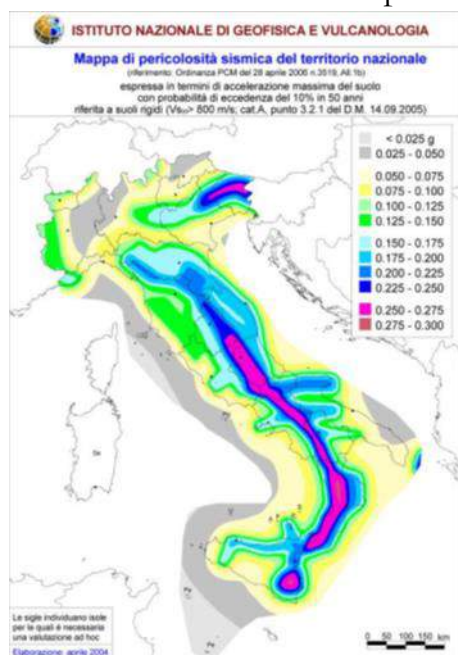 ISTITUTO NAZIONALE DI GEOFISICA E VULCANOLOGIA
Mappa di pericolosità sismica del territorio nazionale
(riferimento: Ordinanza PCM del 28 aprile 2006 n.3519, All.1b)
espressa in termini di accelerazione massima del suolo
con probabilità di eccedenza del 10% in 50 anni
riferita a suoli rigidi (Vs₃₀> 800 m/s; cat.A, punto 3.2.1 del D.M. 14.09.2005)
< 0.025 g
0.025 - 0.050
0.050 - 0.075
0.075 - 0.100
0.100 - 0.125
0.125 - 0.150
0.150 - 0.175
0.175 - 0.200
0.200 - 0.225
0.225 - 0.250
0.250 - 0.275
0.275 - 0.300
Le sigle individuano isole
per le quali è necessaria
una valutazione ad hoc
Elaborazione: aprile 2004
0 50 100 150 km